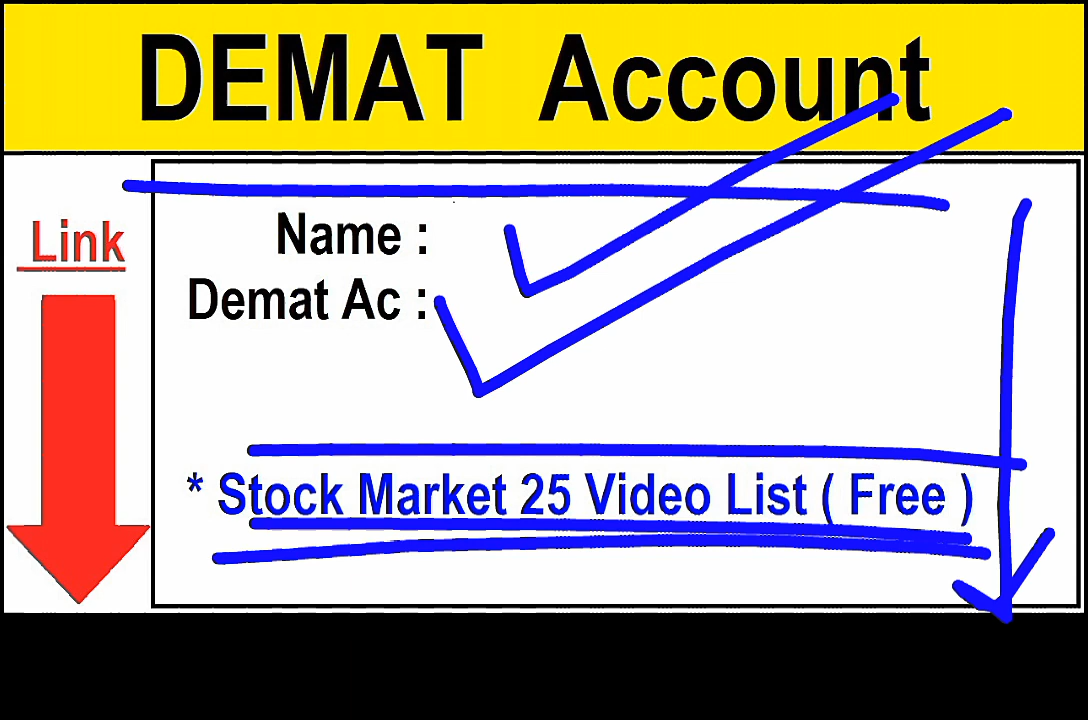 DEMAT Account
Link
Name :
Demat Ac :
* Stock Market 25 Video List ( Free )